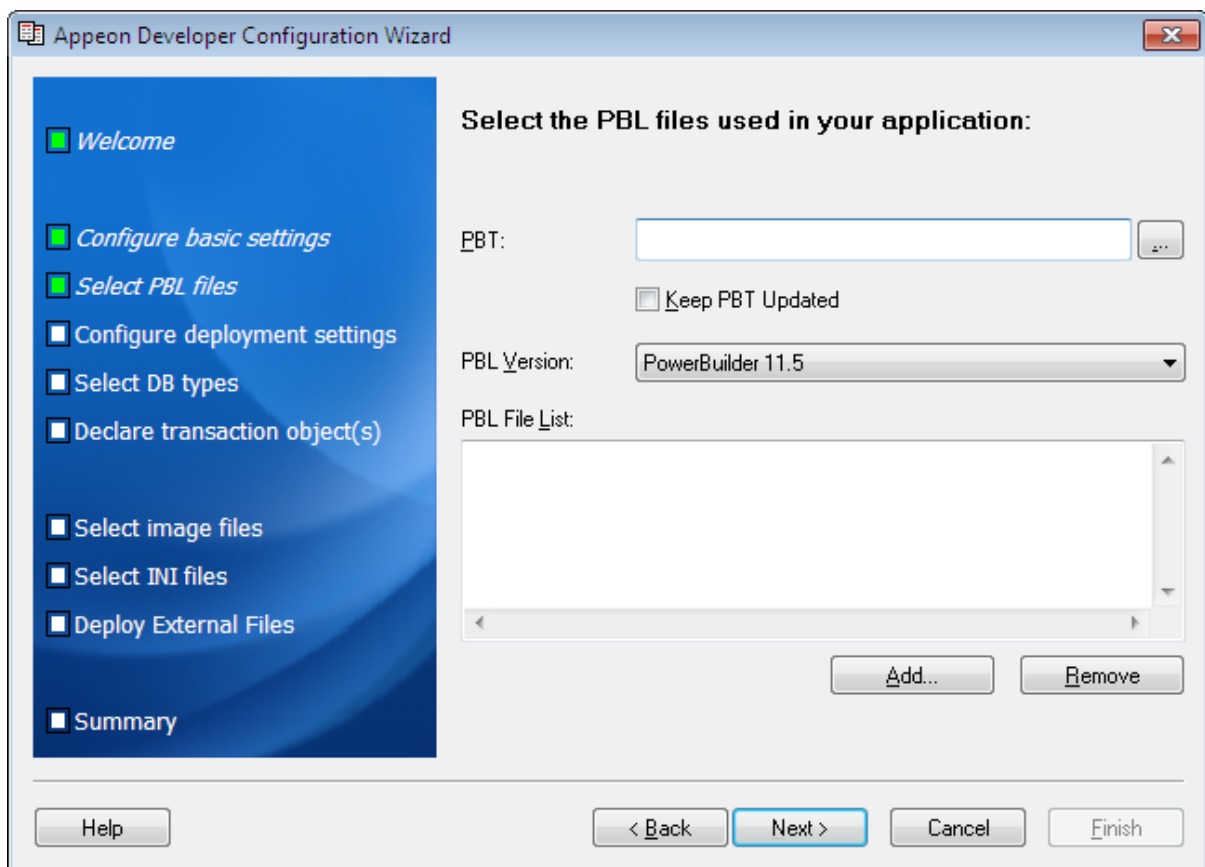 Appeon Developer Configuration Wizard
Welcome
Configure basic settings
Select PBL files
Configure deployment settings
Select DB types
Declare transaction object(s)
Select image files
Select INI files
Deploy External Files
Summary
Select the PBL files used in your application:
PBT:
...
Keep PBT Updated
PBL Version:
PowerBuilder 11.5
PBL File List:
Add...
Remove
Help
< Back
Next >
Cancel
Finish